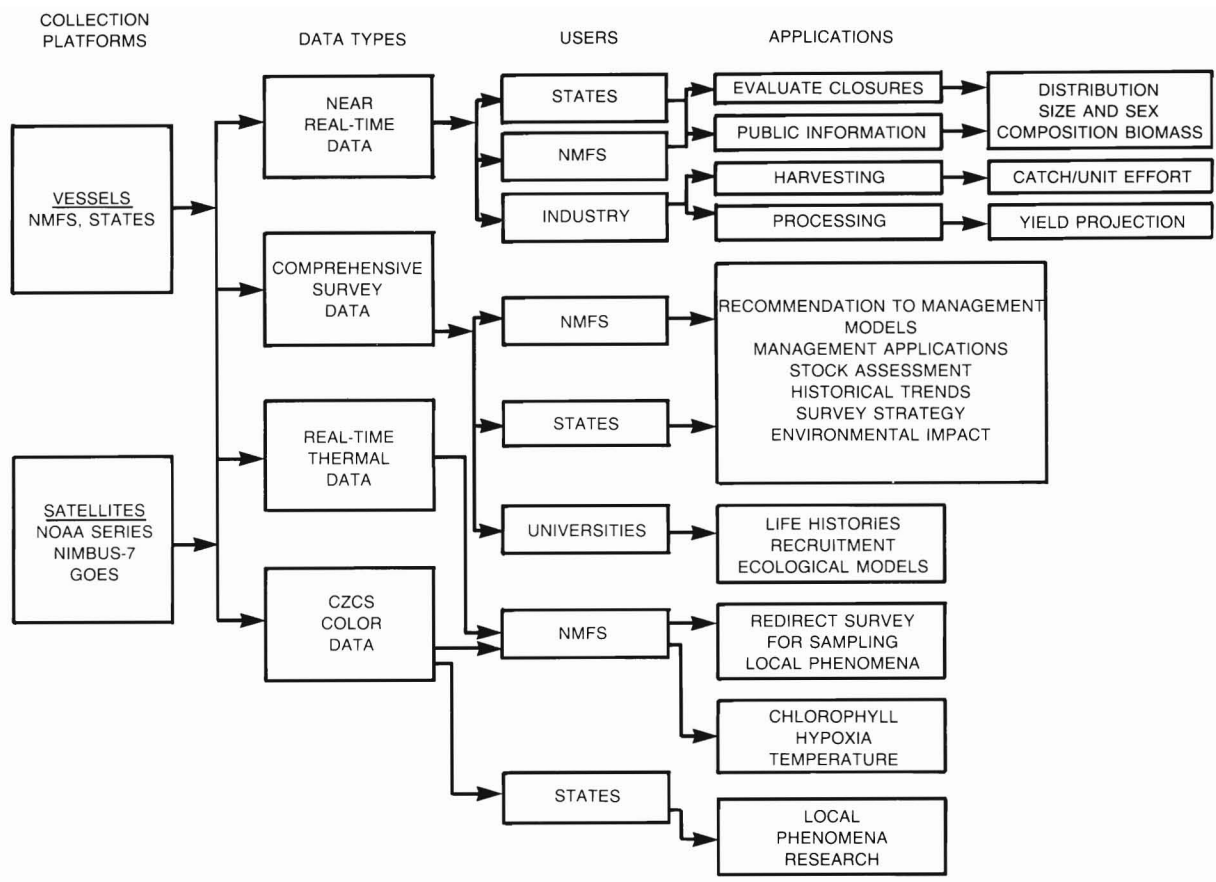 COLLECTION
PLATFORMS
DATA TYPES
USERS
APPLICATIONS
VESSELS
NMFS, STATES
SATELLITES
NOAA SERIES
NIMBUS-7
GOES
NEAR
REAL-TIME
DATA
COMPREHENSIVE
SURVEY
DATA
REAL-TIME
THERMAL
DATA
CZCS
COLOR
DATA
STATES
NMFS
INDUSTRY
NMFS
STATES
UNIVERSITIES
NMFS
STATES
EVALUATE CLOSURES
PUBLIC INFORMATION
HARVESTING
PROCESSING
DISTRIBUTION
SIZE AND SEX
COMPOSITION BIOMASS
CATCH/UNIT EFFORT
YIELD PROJECTION
RECOMMENDATION TO MANAGEMENT
MODELS
MANAGEMENT APPLICATIONS
STOCK ASSESSMENT
HISTORICAL TRENDS
SURVEY STRATEGY
ENVIRONMENTAL IMPACT
LIFE HISTORIES
RECRUITMENT
ECOLOGICAL MODELS
REDIRECT SURVEY
FOR SAMPLING
LOCAL PHENOMENA
CHLOROPHYLL
HYPOXIA
TEMPERATURE
LOCAL
PHENOMENA
RESEARCH